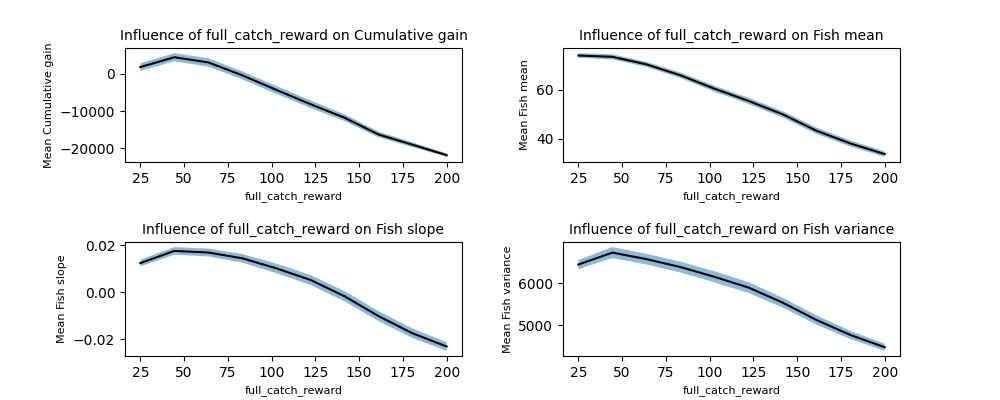 Influence of full_catch_reward on Cumulative gain
Mean Cumulative gain
0
−10000
−20000
25 50 75 100 125 150 175 200
full_catch_reward
Influence of full_catch_reward on Fish mean
Mean Fish mean
60
40
25 50 75 100 125 150 175 200
full_catch_reward
Influence of full_catch_reward on Fish slope
Mean Fish slope
0.02
0.00
−0.02
25 50 75 100 125 150 175 200
full_catch_reward
Influence of full_catch_reward on Fish variance
Mean Fish variance
6000
5000
25 50 75 100 125 150 175 200
full_catch_reward